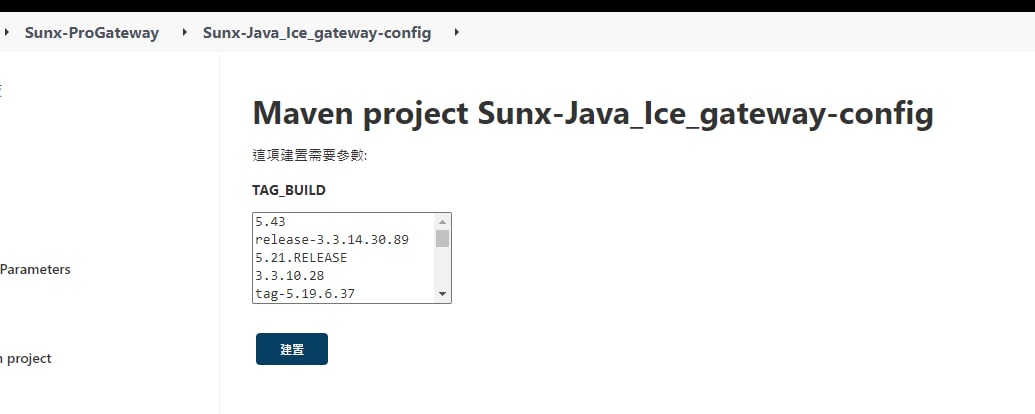 Sunx-ProGateway Sunx-Java_Ice_gateway-config
Maven project Sunx-Java_Ice_gateway-config
這項建置需要參數:
TAG_BUILD
5.43
release-3.3.14.30.89
5.21.RELEASE
3.3.10.28
tag-5.19.6.37
Parameters
建置
project